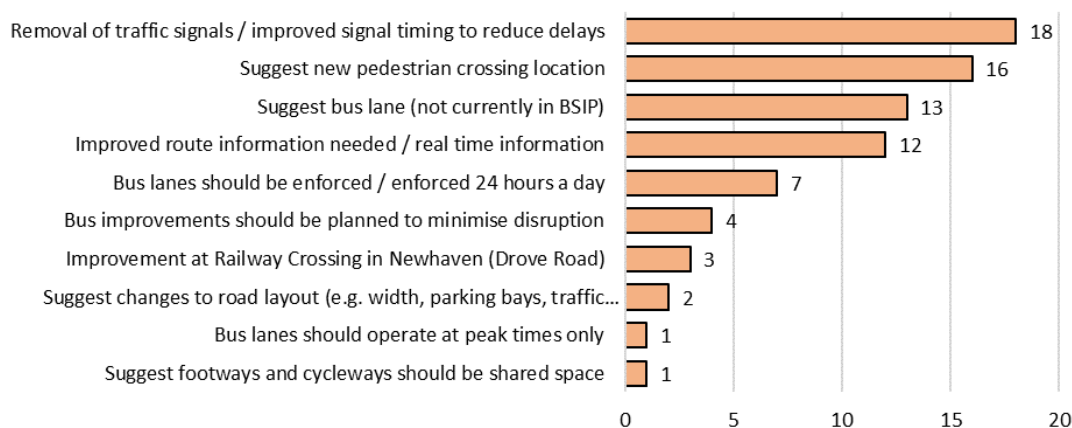 Removal of traffic signals / improved signal timing to reduce delays 18
Suggest new pedestrian crossing location 16
Suggest bus lane (not currently in BSIP) 13
Improved route information needed / real time information 12
Bus lanes should be enforced / enforced 24 hours a day 7
Bus improvements should be planned to minimise disruption 4
Improvement at Railway Crossing in Newhaven (Drove Road) 3
Suggest changes to road layout (e.g. width, parking bays, traffic... 2
Bus lanes should operate at peak times only 1
Suggest footways and cycleways should be shared space 1
0 5 10 15 20